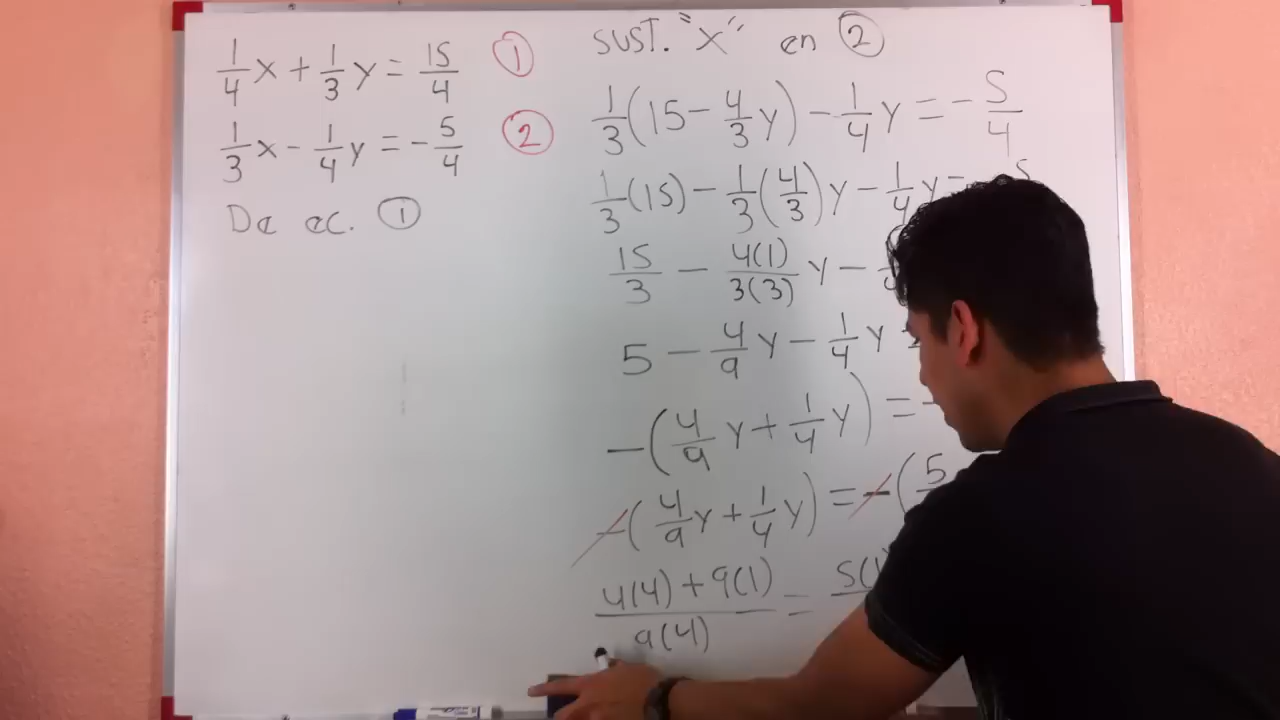 1/4 x + 1/3 y = 15/4 ①
1/3 x - 1/4 y = - 5/4 ②
De ec. ①
SUST. "X" en ②
1/3 (15 - 4/3 y) - 1/4 y = - 5/4
1/3 (15) - 1/3 (4/3) y - 1/4 y = - 5
15/3 - 4(1)/3(3) y -
5 - 4/9 y - 1/4 y
- (4/9 y + 1/4 y) =
- (4/9 y + 1/4 y) = - (5
4(4) + 9(1)/9(4) = 5(1